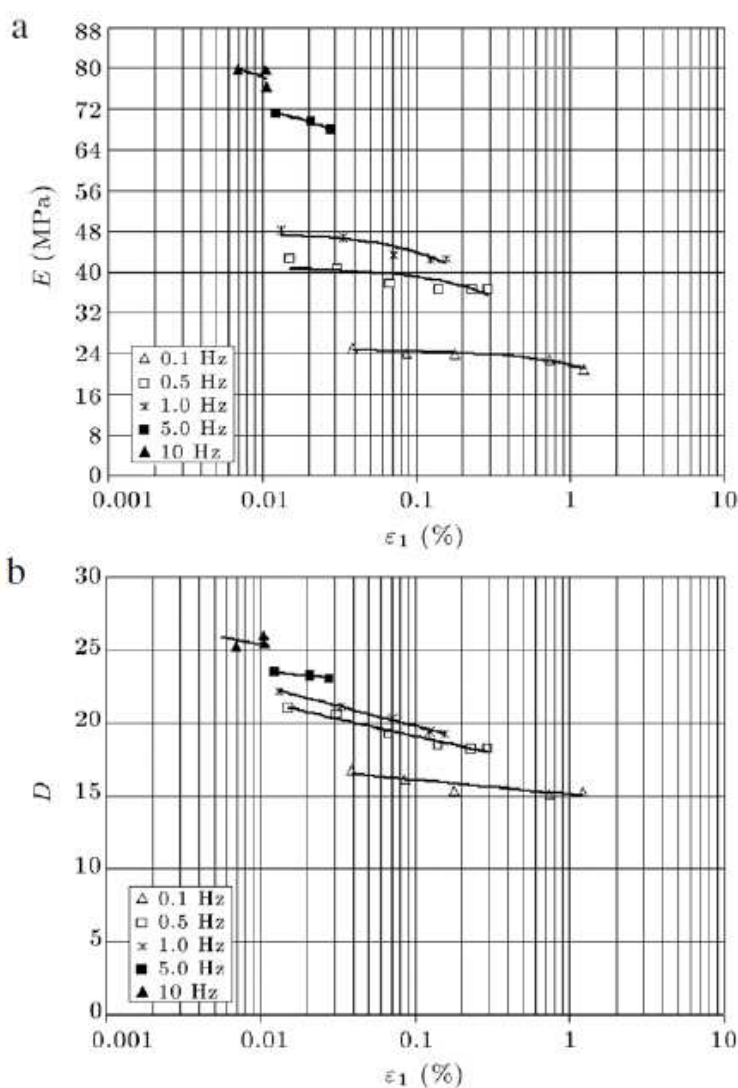 a
88
80
72
64
56
48
40
32
24
16
8
0
E (MPa)
△ 0.1 Hz
□ 0.5 Hz
× 1.0 Hz
■ 5.0 Hz
▲ 10 Hz
0.001 0.01 0.1 1 10
ε₁ (%)
b
30
25
20
15
10
5
0
D
△ 0.1 Hz
□ 0.5 Hz
× 1.0 Hz
■ 5.0 Hz
▲ 10 Hz
0.001 0.01 0.1 1 10
ε₁ (%)